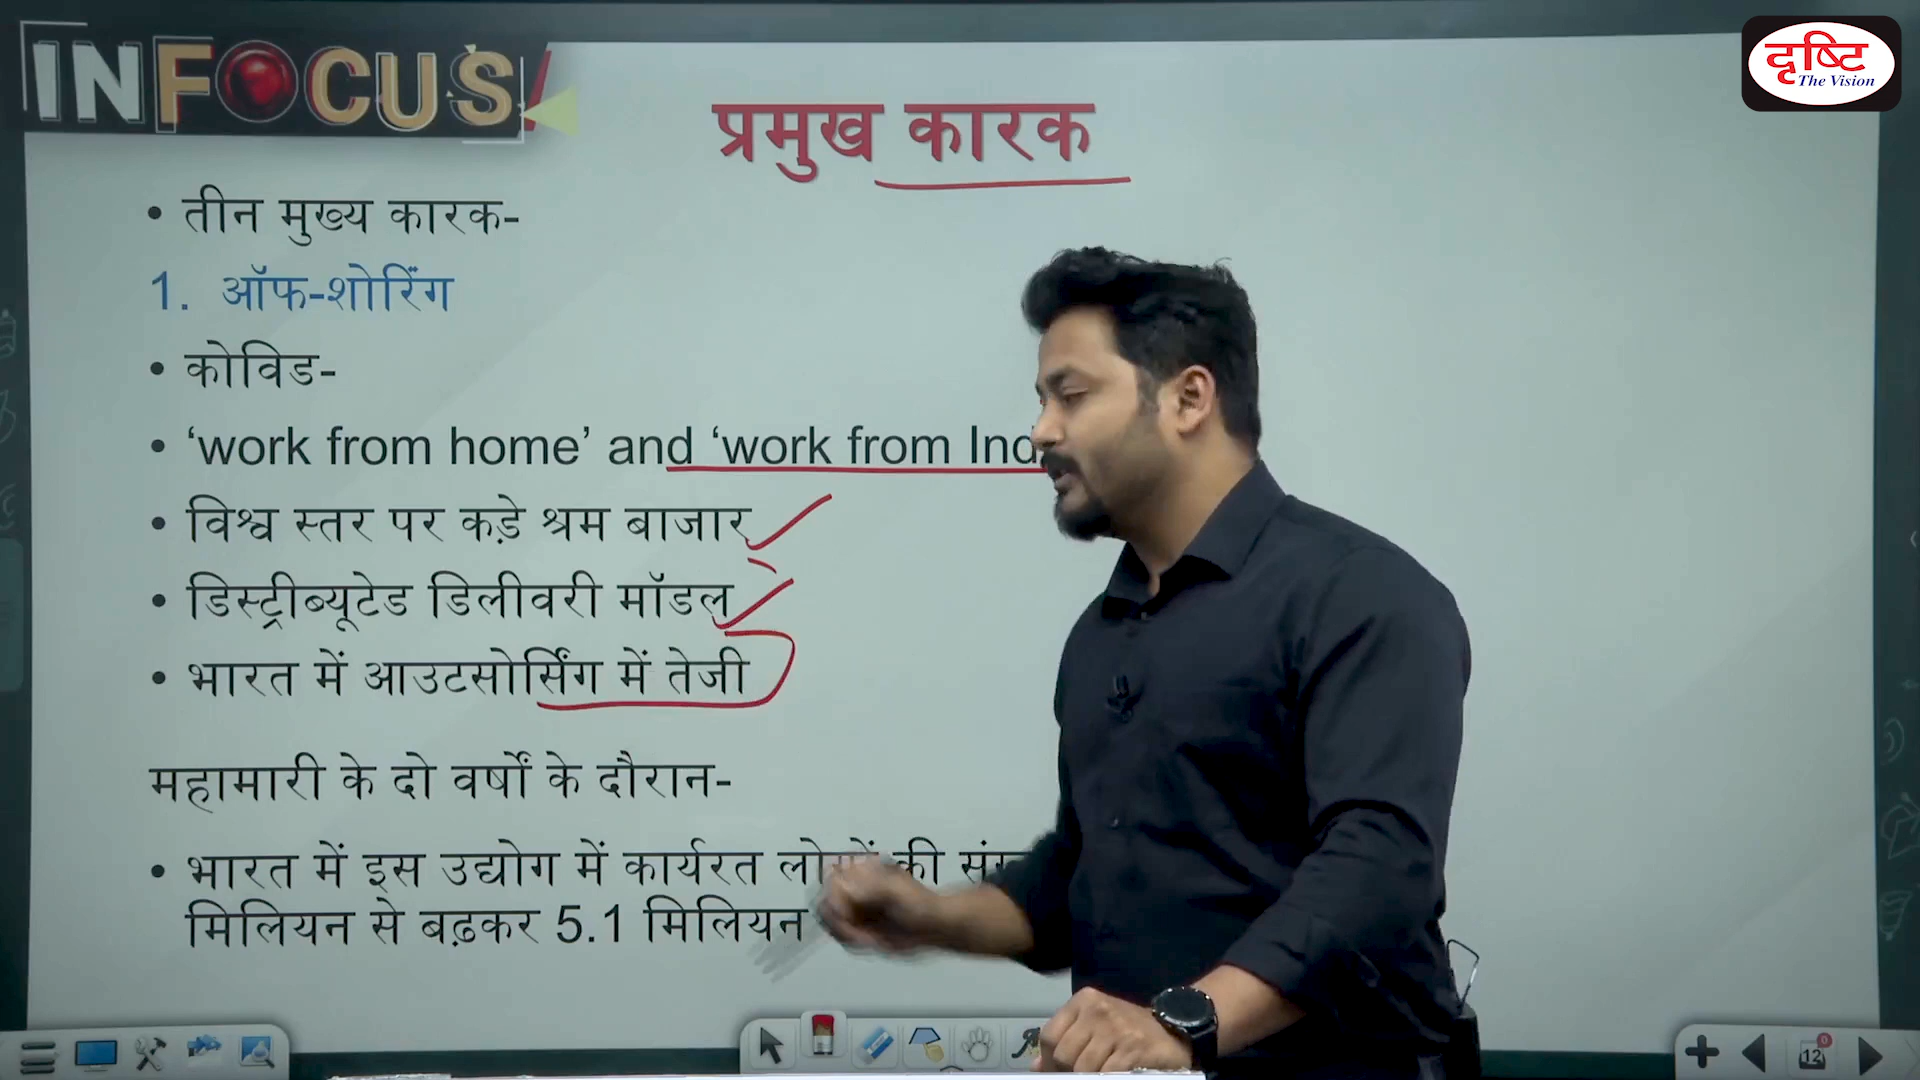 INFOCUS
दृष्टि
The Vision
प्रमुख कारक
• तीन मुख्य कारक-
1. ऑफ-शोरिंग
• कोविड-
• ‘work from home’ and ‘work from
• विश्व स्तर पर कड़े श्रम बाजार
• डिस्ट्रीब्यूटेड डिलीवरी मॉडल
• भारत में आउटसोर्सिंग में तेजी
महामारी के दो वर्षों के दौरान-
• भारत में इस उद्योग में कार्यरत की
मिलियन से बढ़कर 5.1 मिलियन
12